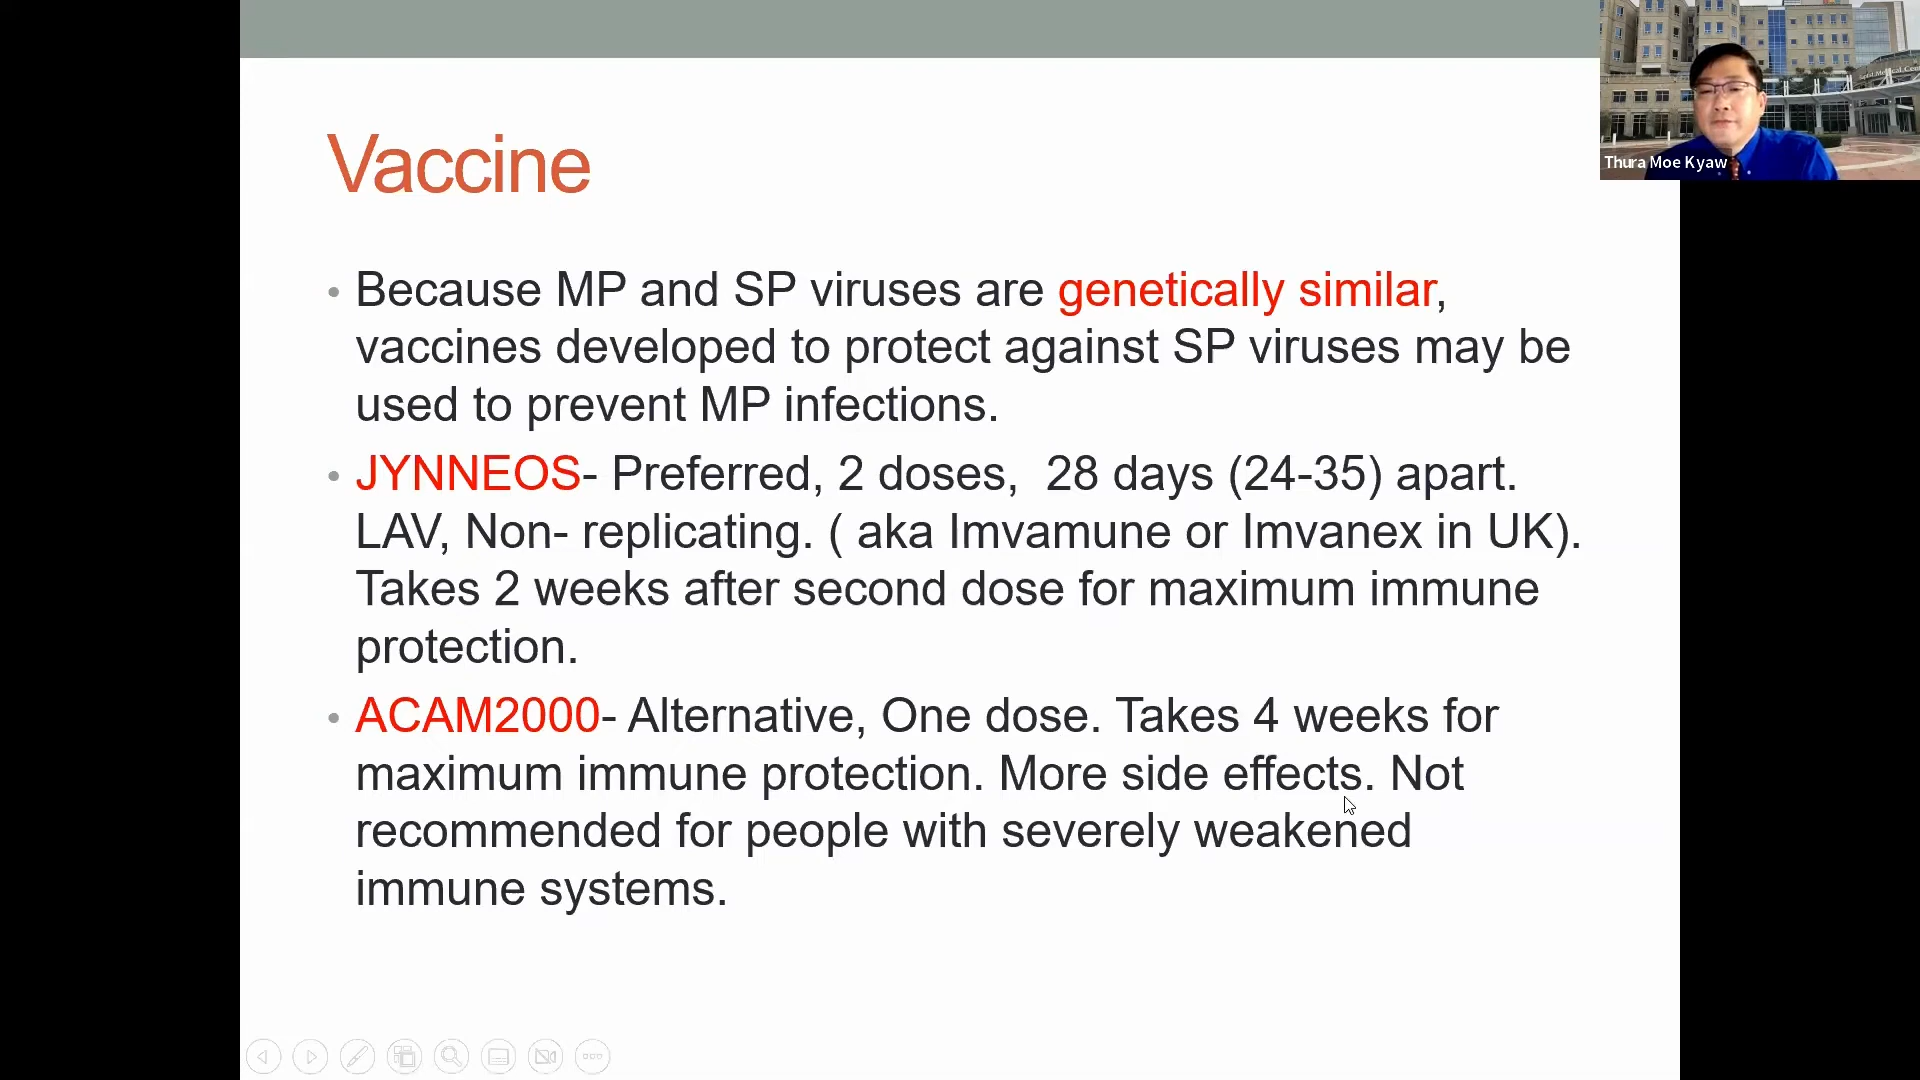 Vaccine
• Because MP and SP viruses are genetically similar,
vaccines developed to protect against SP viruses may be
used to prevent MP infections.
• JYNNEOS- Preferred, 2 doses,  28 days (24-35) apart.
LAV, Non- replicating. ( aka Imvamune or Imvanex in UK).
Takes 2 weeks after second dose for maximum immune
protection.
• ACAM2000- Alternative, One dose. Takes 4 weeks for
maximum immune protection. More side effects. Not
recommended for people with severely weakened
immune systems.
Thura Moe Kyaw